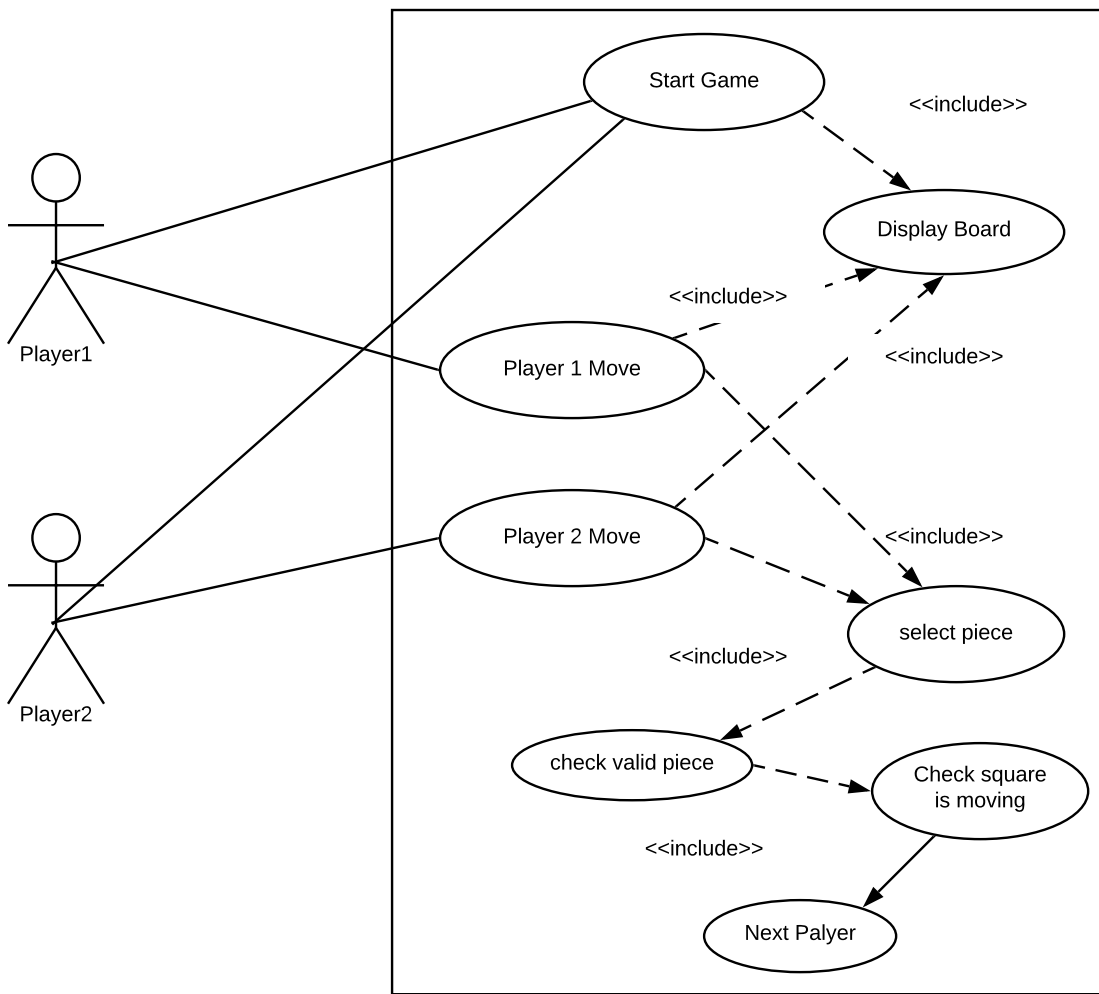 Start Game
<<include>>
Display Board
<<include>>
Player1
<<include>>
Player 1 Move
Player 2 Move
<<include>>
select piece
<<include>>
Player2
check valid piece
Check square
is moving
<<include>>
Next Palyer